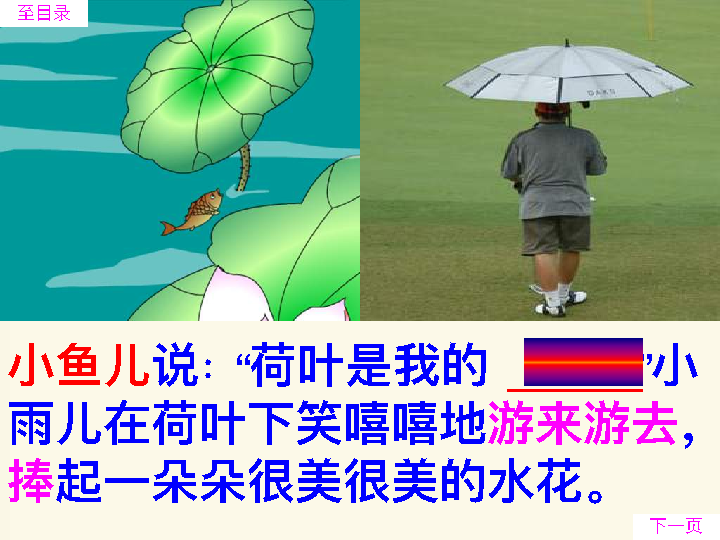 至目录
DAKS
小鱼儿说：“荷叶是我的 ”小
雨儿在荷叶下笑嘻嘻地游来游去，
捧起一朵朵很美很美的水花。
下一页